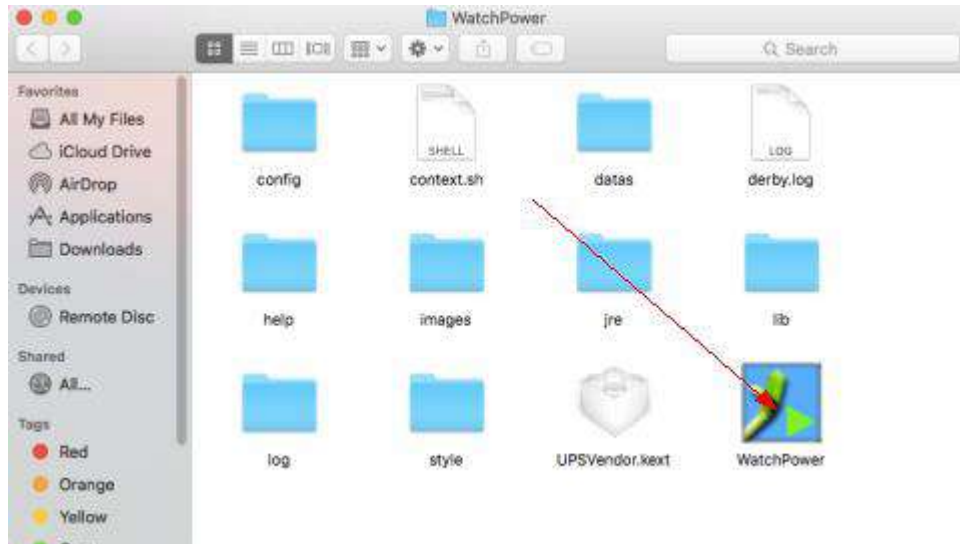 WatchPower
Search
Favorites
All My Files
iCloud Drive
AirDrop
Applications
Downloads
Devices
Remote Disc
Shared
All...
Tags
Red
Orange
Yellow
SHELL
LOG
config
context.sh
datas
derby.log
help
images
jre
lib
log
style
UPSVendor.kext
WatchPower